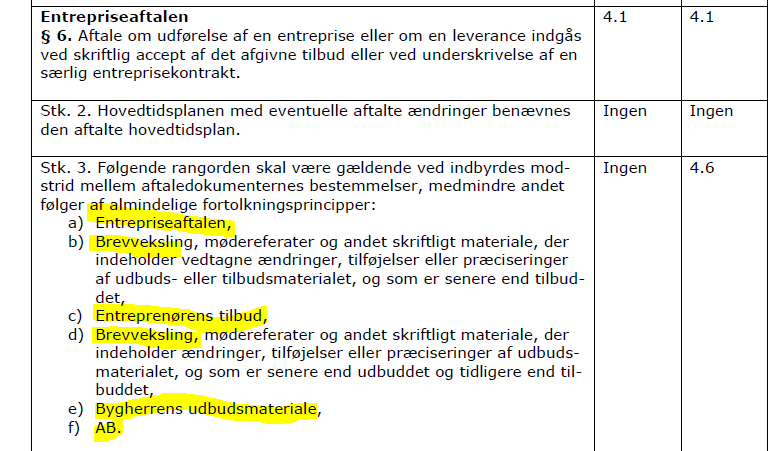 Entrepriseaftalen
§ 6. Aftale om udførelse af en entreprise eller om en leverance indgås
ved skriftlig accept af det afgivne tilbud eller ved underskrivelse af en
særlig entreprisekontrakt.
4.1
4.1
Stk. 2. Hovedtidsplanen med eventuelle aftalte ændringer benævnes
den aftalte hovedtidsplan.
Ingen
Ingen
Stk. 3. Følgende rangorden skal være gældende ved indbyrdes mod-
strid mellem aftaledokumenternes bestemmelser, medmindre andet
følger af almindelige fortolkningsprincipper:
a) Entrepriseaftalen,
b) Brevveksling, mødereferater og andet skriftligt materiale, der
indeholder vedtagne ændringer, tilføjelser eller præciseringer
af udbuds- eller tilbudsmaterialet, og som er senere end tilbud-
det,
c) Entreprenørens tilbud,
d) Brevveksling, mødereferater og andet skriftligt materiale, der
indeholder ændringer, tilføjelser eller præciseringer af udbuds-
materialet, og som er senere end udbuddet og tidligere end til-
buddet,
e) Bygherrens udbudsmateriale,
f) AB.
Ingen
4.6